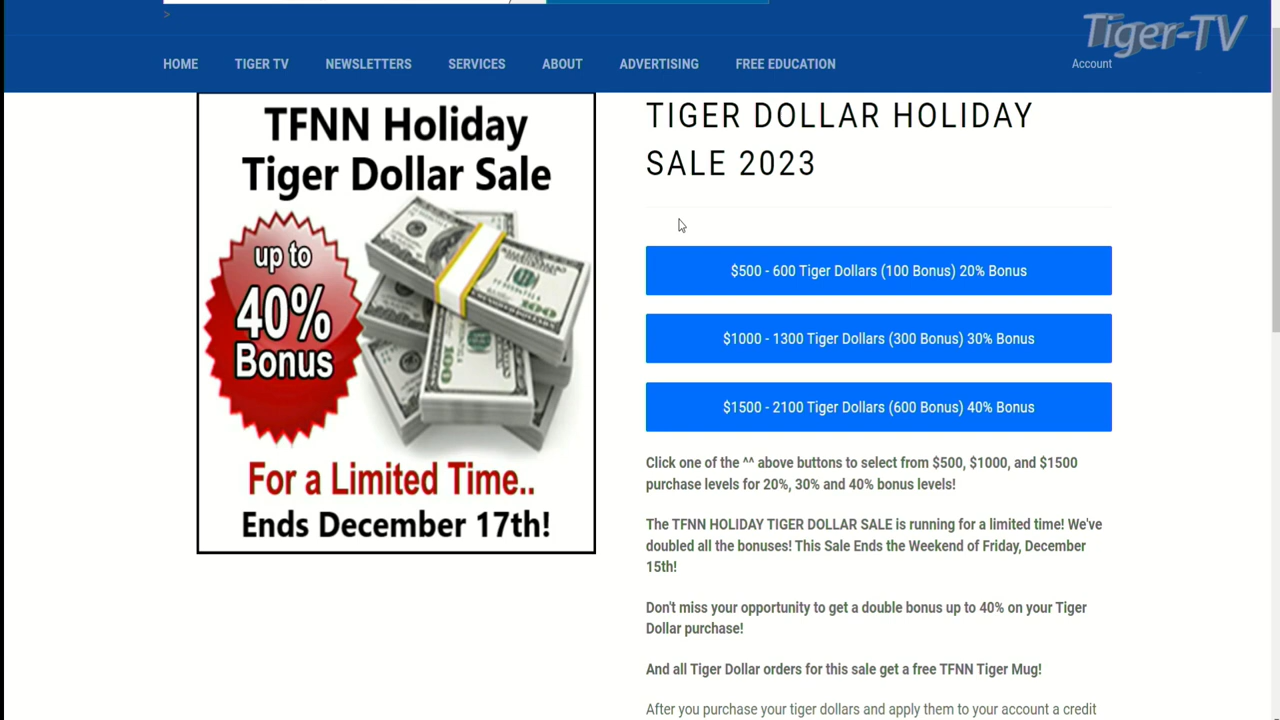 >
Tiger-TV
HOME TIGER TV NEWSLETTERS SERVICES ABOUT ADVERTISING FREE EDUCATION Account
TFNN Holiday
Tiger Dollar Sale
up to
40%
Bonus
100
100
For a Limited Time..
Ends December 17th!
TIGER DOLLAR HOLIDAY
SALE 2023
$500 - 600 Tiger Dollars (100 Bonus) 20% Bonus
$1000 - 1300 Tiger Dollars (300 Bonus) 30% Bonus
$1500 - 2100 Tiger Dollars (600 Bonus) 40% Bonus
Click one of the ^^ above buttons to select from $500, $1000, and $1500
purchase levels for 20%, 30% and 40% bonus levels!
The TFNN HOLIDAY TIGER DOLLAR SALE is running for a limited time! We've
doubled all the bonuses! This Sale Ends the Weekend of Friday, December
15th!
Don't miss your opportunity to get a double bonus up to 40% on your Tiger
Dollar purchase!
And all Tiger Dollar orders for this sale get a free TFNN Tiger Mug!
After you purchase your tiger dollars and apply them to your account a credit